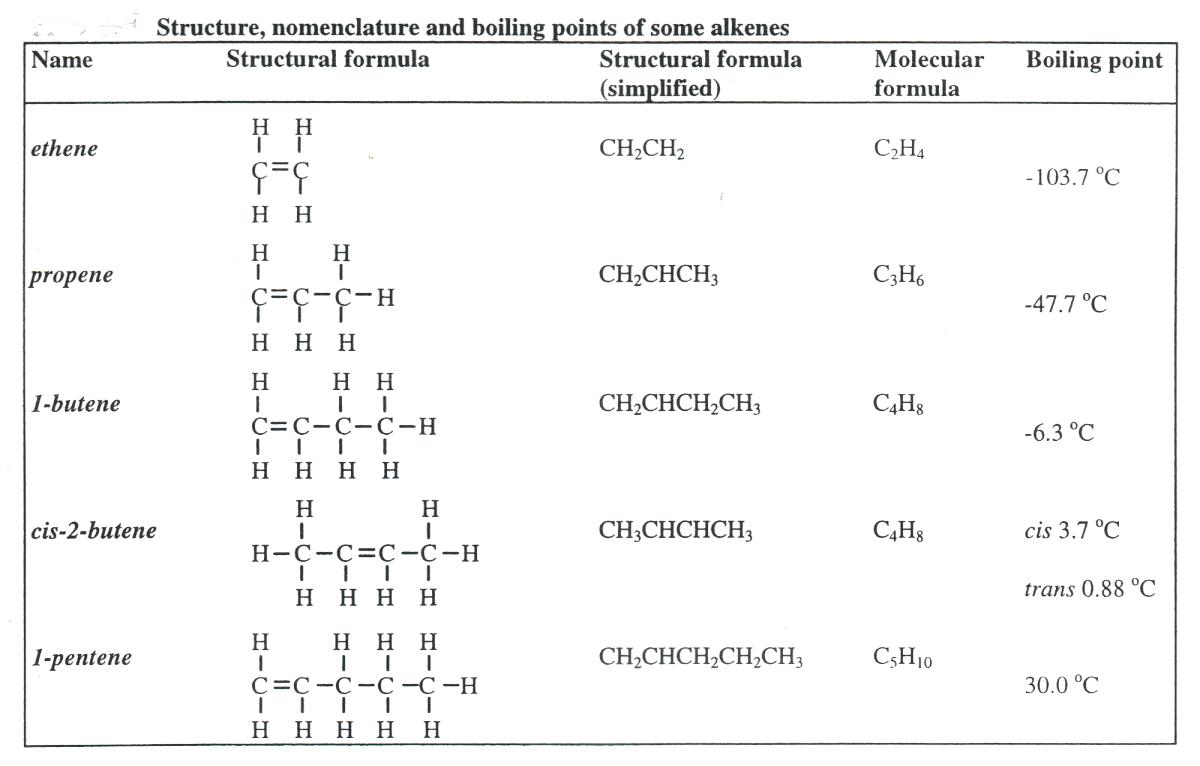 Structure, nomenclature and boiling points of some alkenes
Name Structural formula Structural formula (simplified) Molecular formula Boiling point
H H
ethene CH₂CH₂ C₂H₄
C=C
-103.7 °C
H H
H H
propene CH₂CHCH₃ C₃H₆
C=C-C-H
-47.7 °C
H H H
H H H
1-butene CH₂CHCH₂CH₃ C₄H₈
C=C-C-C-H
-6.3 °C
H H H H
H H
cis-2-butene CH₃CHCHCH₃ C₄H₈ cis 3.7 °C
H-C-C=C-C-H
H H H H trans 0.88 °C
H H H H
1-pentene CH₂CHCH₂CH₂CH₃ C₅H₁₀
C=C-C-C-C-H 30.0 °C
H H H H H